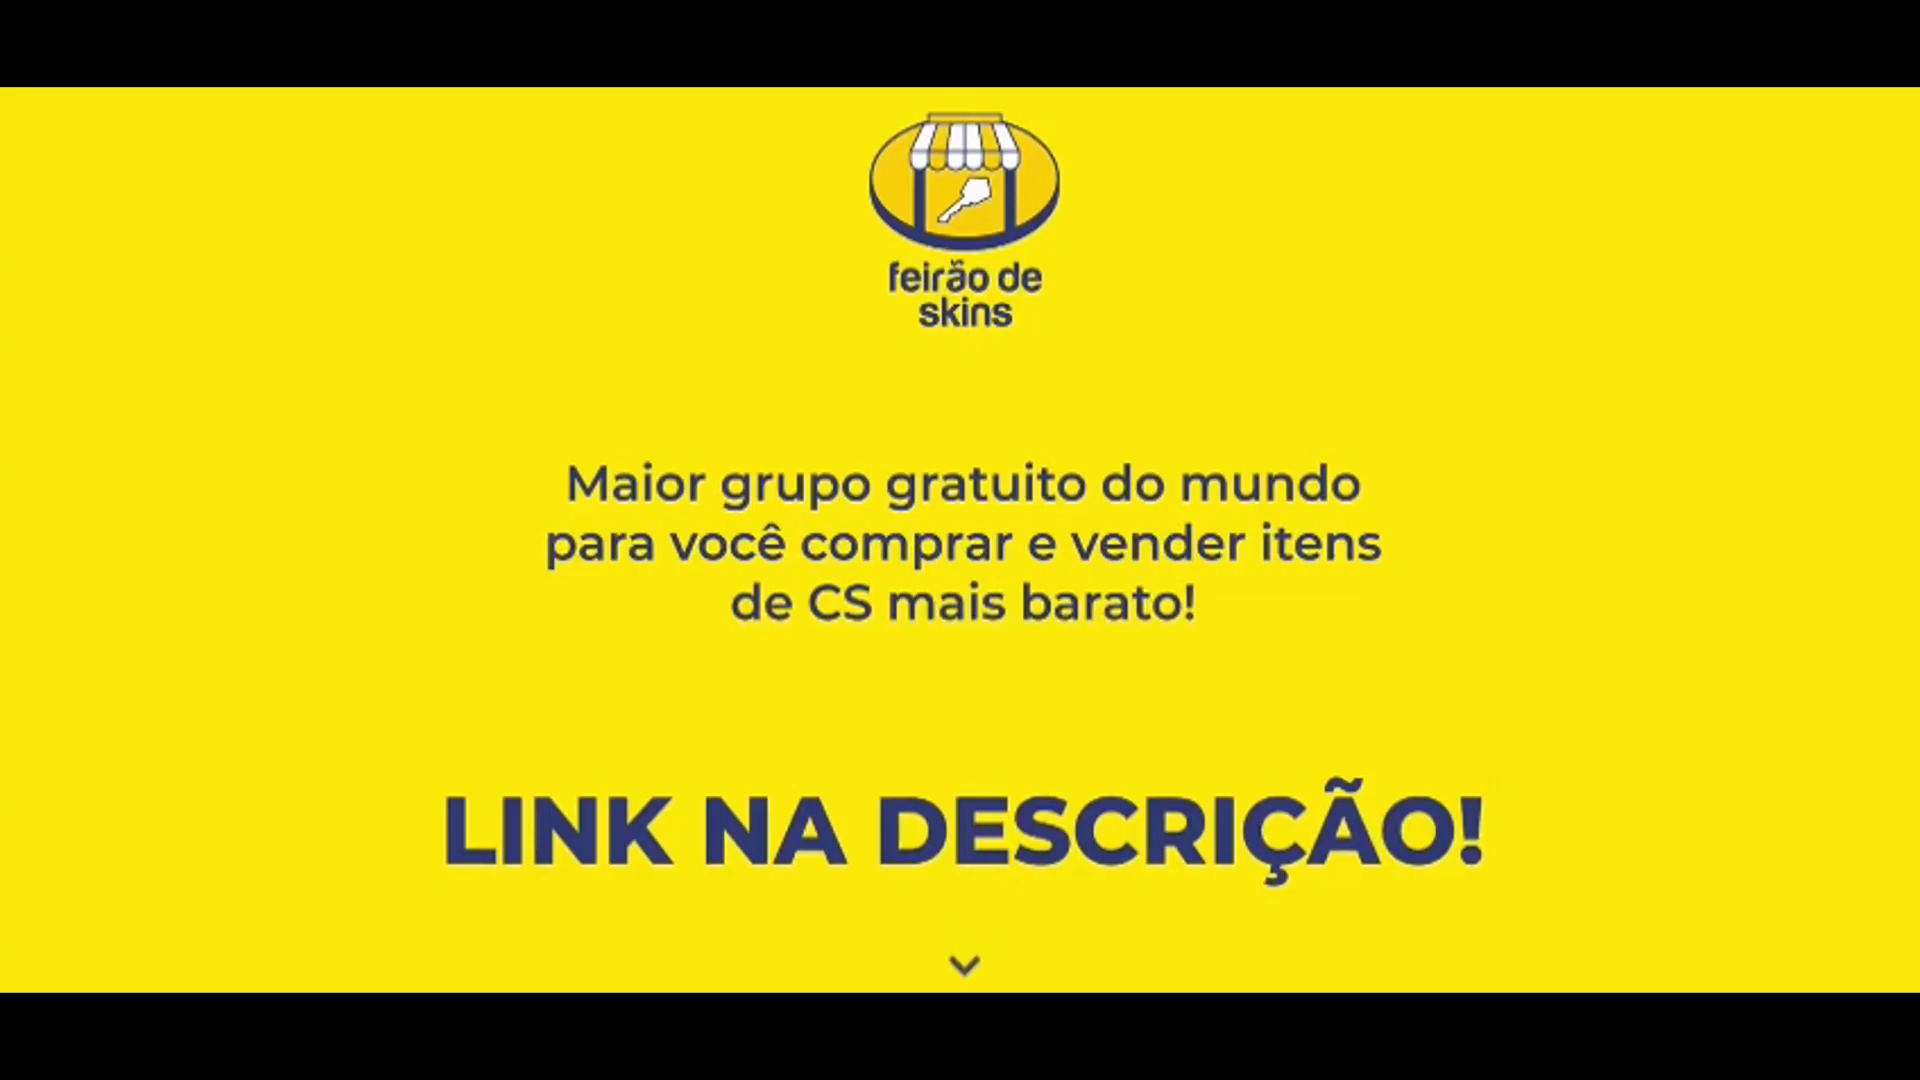 feirão de
skins
Maior grupo gratuito do mundo
para você comprar e vender itens
de CS mais barato!
LINK NA DESCRIÇÃO!